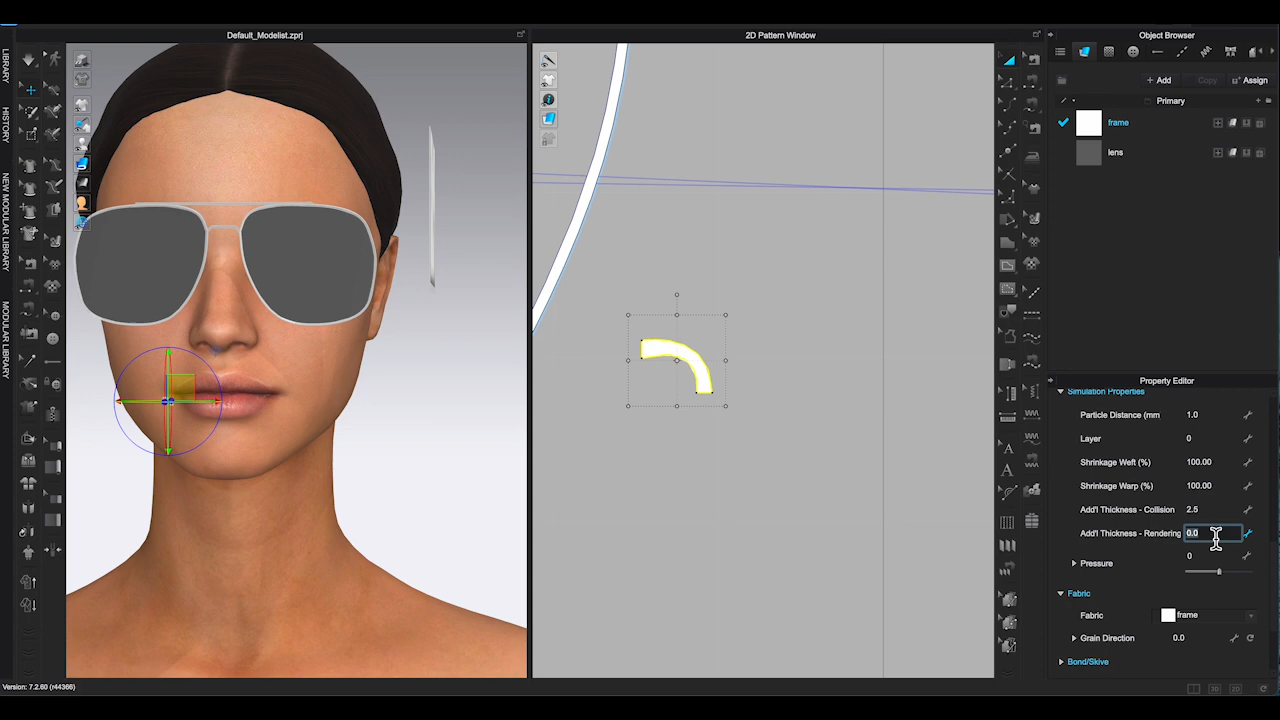 Default_Modelist.zprj
2D Pattern Window
Object Browser
LIBRARY
HISTORY
NEW MODULAR LIBRARY
MODULAR LIBRARY
+ Add
Copy
Assign
Primary
frame
lens
Property Editor
Simulation Properties
Particle Distance (mm 1.0
Layer 0
Shrinkage Weft (%) 100.00
Shrinkage Warp (%) 100.00
Add'l Thickness - Collision 2.5
Add'l Thickness - Rendering 0.0
Pressure 0
Fabric
Fabric frame
Grain Direction 0.0
Bond/Skive
Version: 7.2.60 (r44366)
3D
2D